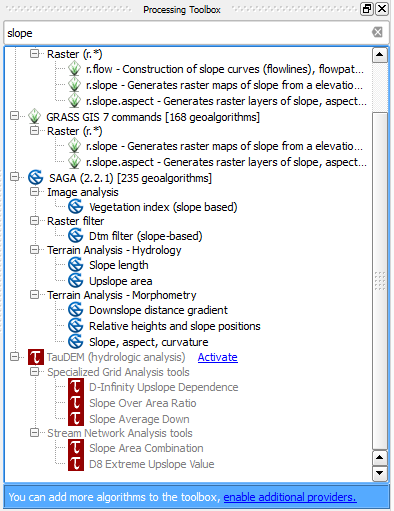 Processing Toolbox
slope
Raster (r.*)
r.flow - Construction of slope curves (flowlines), flowpat...
r.slope - Generates raster maps of slope from a elevatio...
r.slope.aspect - Generates raster layers of slope, aspect...
GRASS GIS 7 commands [168 geoalgorithms]
Raster (r.*)
r.slope - Generates raster maps of slope from a elevatio...
r.slope.aspect - Generates raster layers of slope, aspect...
SAGA (2.2.1) [235 geoalgorithms]
Image analysis
Vegetation index (slope based)
Raster filter
Dtm filter (slope-based)
Terrain Analysis - Hydrology
Slope length
Upslope area
Terrain Analysis - Morphometry
Downslope distance gradient
Relative heights and slope positions
Slope, aspect, curvature
TauDEM (hydrologic analysis) Activate
Specialized Grid Analysis tools
D-Infinity Upslope Dependence
Slope Over Area Ratio
Slope Average Down
Stream Network Analysis tools
Slope Area Combination
D8 Extreme Upslope Value
You can add more algorithms to the toolbox, enable additional providers.